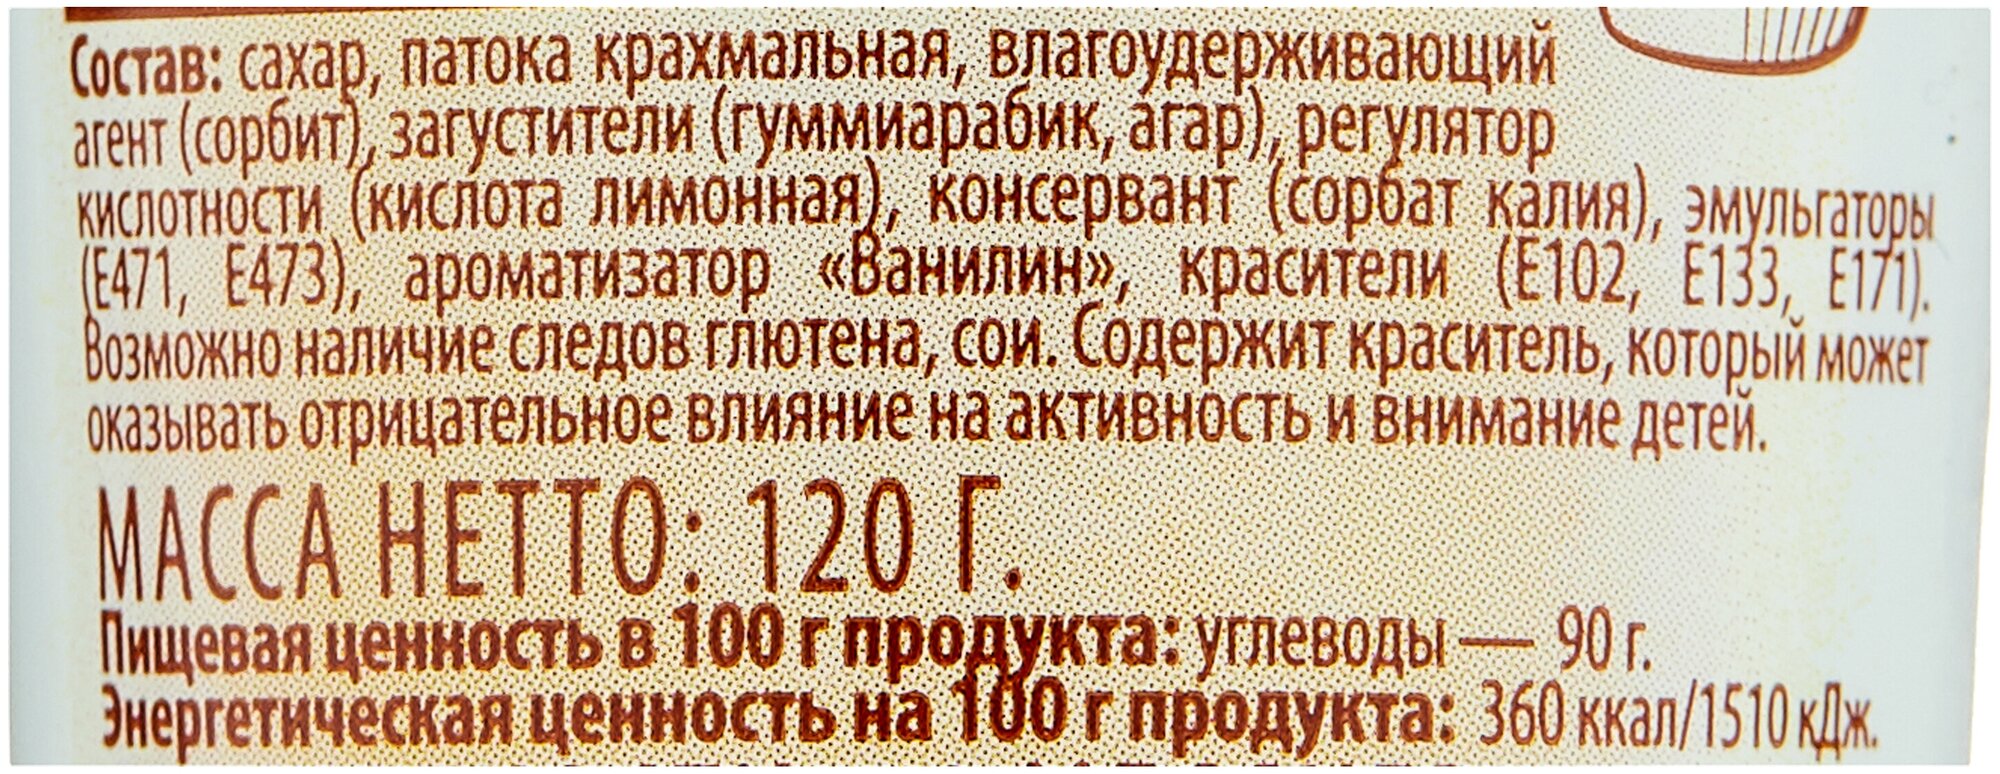 Состав: сахар, патока крахмальная, влагоудерживающий
агент (сорбит), загустители (гуммиарабик, агар), регулятор
кислотности (кислота лимонная), консервант (сорбат калия), эмульгаторы
(Е471, Е473), ароматизатор «Ванилин», красители (Е102, Е133, Е171).
Возможно наличие следов глютена, сои. Содержит краситель, который может
оказывать отрицательное влияние на активность и внимание детей.
МАССА НЕТТО: 120 Г.
Пищевая ценность в 100 г продукта: углеводы — 90 г.
Энергетическая ценность на 100 г продукта: 360 ккал/1510 кДж.